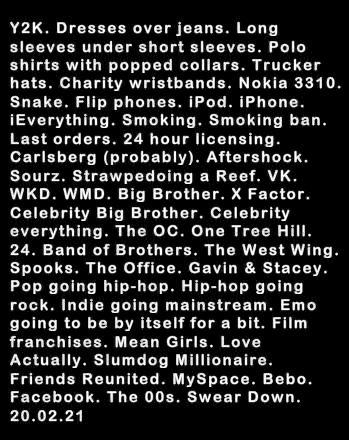 Y2K. Dresses over jeans. Long
sleeves under short sleeves. Polo
shirts with popped collars. Trucker
hats. Charity wristbands. Nokia 3310.
Snake. Flip phones. iPod. iPhone.
iEverything. Smoking. Smoking ban.
Last orders. 24 hour licensing.
Carlsberg (probably). Aftershock.
Sourz. Strawpedoing a Reef. VK.
WKD. WMD. Big Brother. X Factor.
Celebrity Big Brother. Celebrity
everything. The OC. One Tree Hill.
24. Band of Brothers. The West Wing.
Spooks. The Office. Gavin & Stacey.
Pop going hip-hop. Hip-hop going
rock. Indie going mainstream. Emo
going to be by itself for a bit. Film
franchises. Mean Girls. Love
Actually. Slumdog Millionaire.
Friends Reunited. MySpace. Bebo.
Facebook. The 00s. Swear Down.
20.02.21